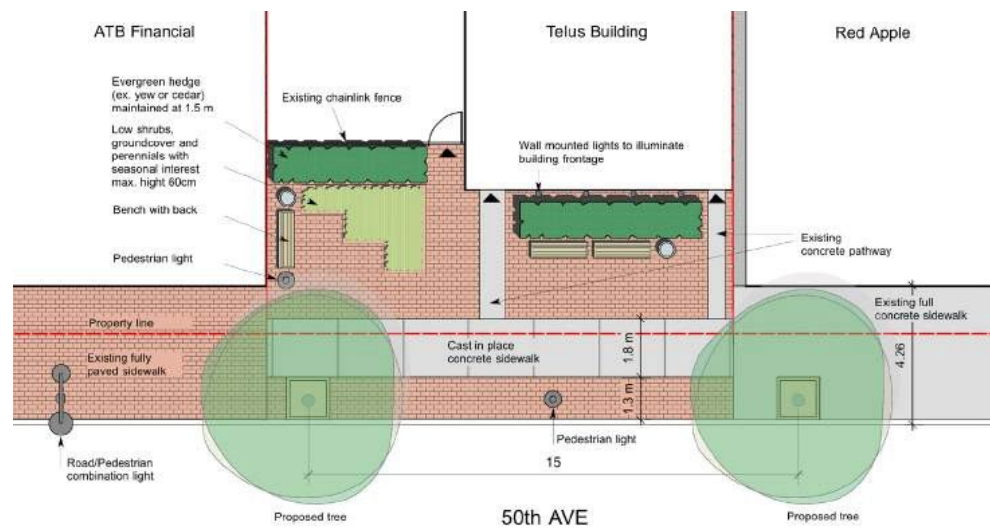 ATB Financial
Telus Building
Red Apple
Evergreen hedge
(ex. yew or cedar)
maintained at 1.5 m
Existing chainlink fence
Low shrubs,
groundcover and
perennials with
seasonal interest
max. hight 60cm
Wall mounted lights to illuminate
building frontage
Bench with back
Pedestrian light
Existing
concrete
pathway
Existing full
concrete sidewalk
Property line
Existing fully
paved sidewalk
Cast in place
concrete sidewalk
1.8 m
4.26
1.3 m
Pedestrian light
Road/Pedestrian
combination light
15
Proposed tree
50th AVE
Proposed tree